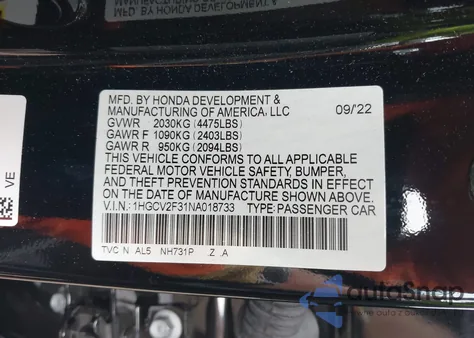 MFD. BY HONDA DEVELOPMENT &
MANUFACTURING OF AMERICA, LLC 09/'22
GVWR 2030KG (4475LBS)
GAWR F 1090KG (2403LBS)
GAWR R 950KG (2094LBS)
THIS VEHICLE CONFORMS TO ALL APPLICABLE
FEDERAL MOTOR VEHICLE SAFETY, BUMPER,
AND THEFT PREVENTION STANDARDS IN EFFECT
ON THE DATE OF MANUFACTURE SHOWN ABOVE.
V.I.N.: 1HGCV2F31NA018733 TYPE: PASSENGER CAR
TVC N AL5 NH731P .Z .A
VE
autoSnap